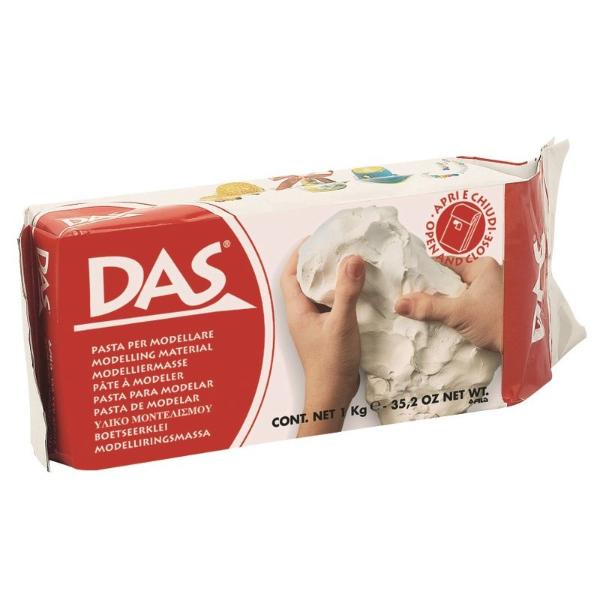 DAS®
PASTA PER MODELLARE
MODELLING MATERIAL
MODELLIERMASSE
PÂTE À MODELER
PASTA PARA MODELAR
PASTA DE MODELAR
ΥΛΙΚΟ ΜΟΝΤΕΛΙΣΜΟΥ
BOETSEERKLEI
MODELLIRINGSMASSA
• APRI E CHIUDI •
OPEN AND CLOSE
CONT. NET 1 Kg ℮ - 35,2 OZ NET WT.
FILA
DAS